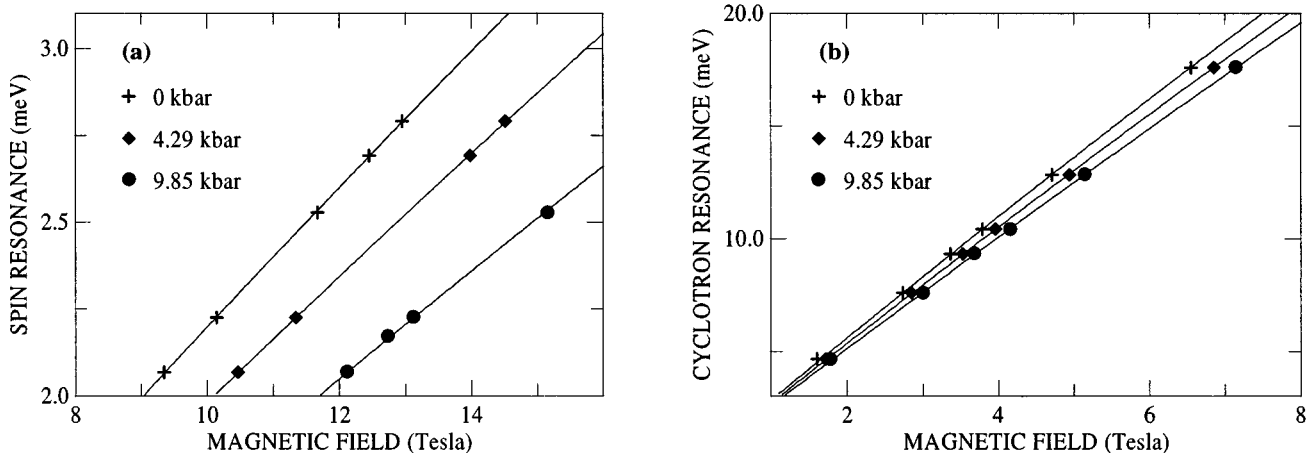 (a)
0 kbar
4.29 kbar
9.85 kbar
SPIN RESONANCE (meV)
3.0
2.5
2.0
8
10
12
14
MAGNETIC FIELD (Tesla)
(b)
0 kbar
4.29 kbar
9.85 kbar
CYCLOTRON RESONANCE (meV)
20.0
10.0
2
4
6
8
MAGNETIC FIELD (Tesla)